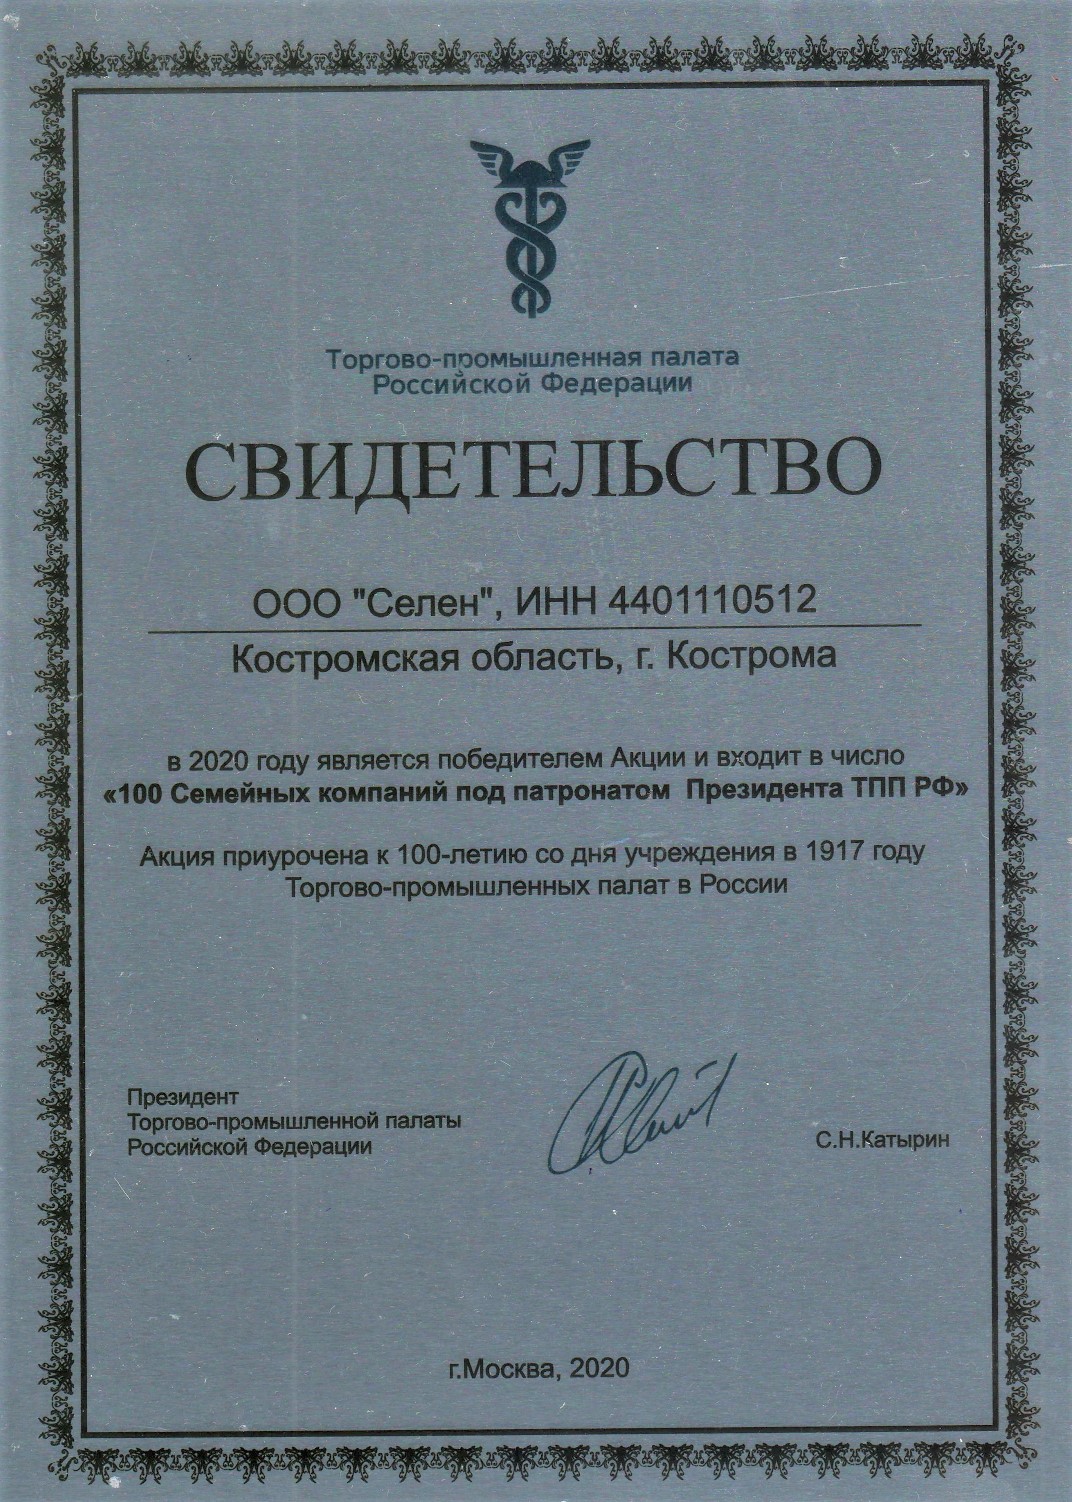 Торгово-промышленная палата
Российской Федерации
СВИДЕТЕЛЬСТВО
ООО "Селен", ИНН 4401110512
Костромская область, г. Кострома
в 2020 году является победителем Акции и входит в число
«100 Семейных компаний под патронатом Президента ТПП РФ»
Акция приурочена к 100-летию со дня учреждения в 1917 году
Торгово-промышленных палат в России
Президент
Торгово-промышленной палаты
Российской Федерации
С.Н.Катырин
г.Москва, 2020